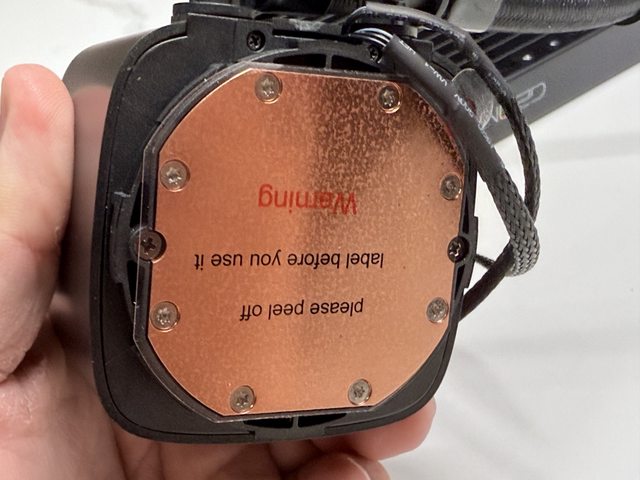 Warning
please peel off
label before you use it